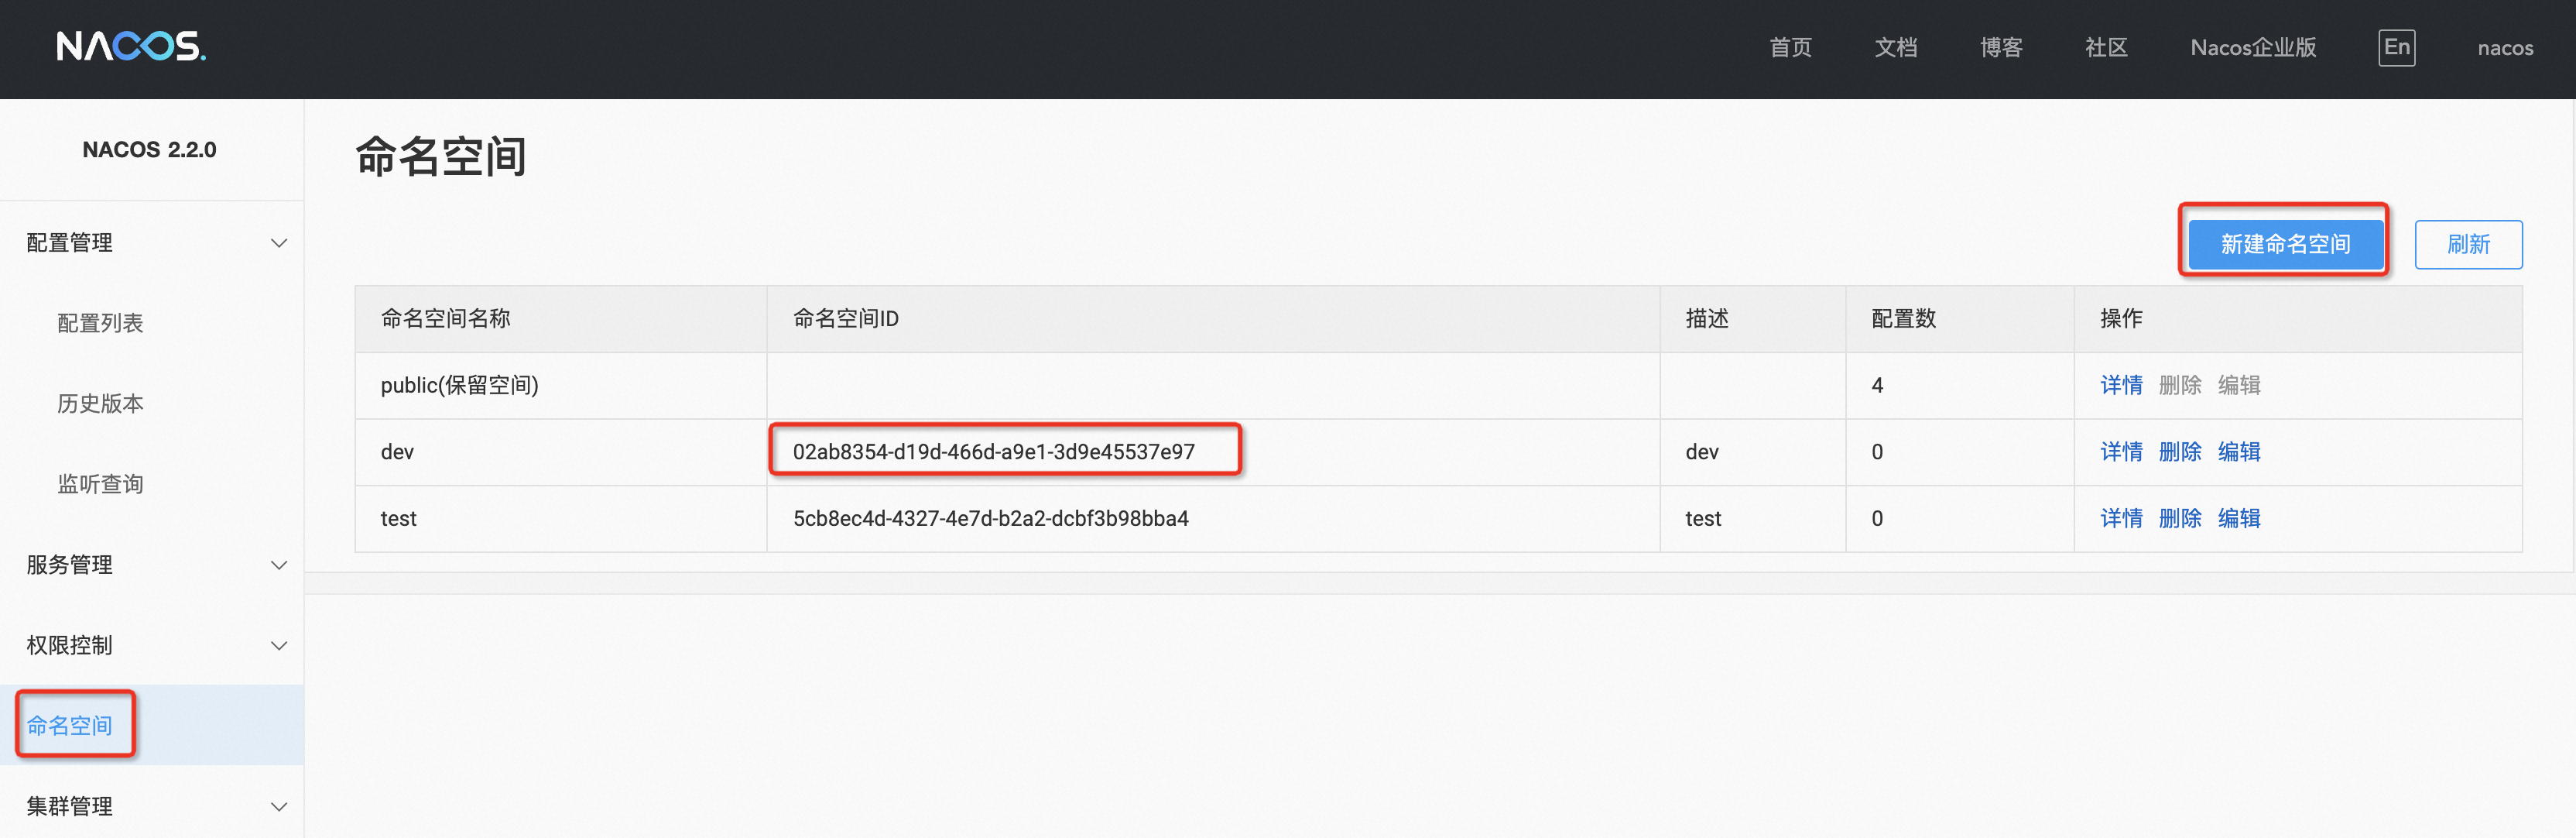 NACOS. 首页 文档 博客 社区 Nacos企业版 En nacos
NACOS 2.2.0
配置管理
配置列表
历史版本
监听查询
服务管理
权限控制
命名空间
集群管理
命名空间
新建命名空间 刷新
命名空间名称 命名空间ID 描述 配置数 操作
public(保留空间) 4 详情 删除 编辑
dev 02ab8354-d19d-466d-a9e1-3d9e45537e97 dev 0 详情 删除 编辑
test 5cb8ec4d-4327-4e7d-b2a2-dcbf3b98bba4 test 0 详情 删除 编辑